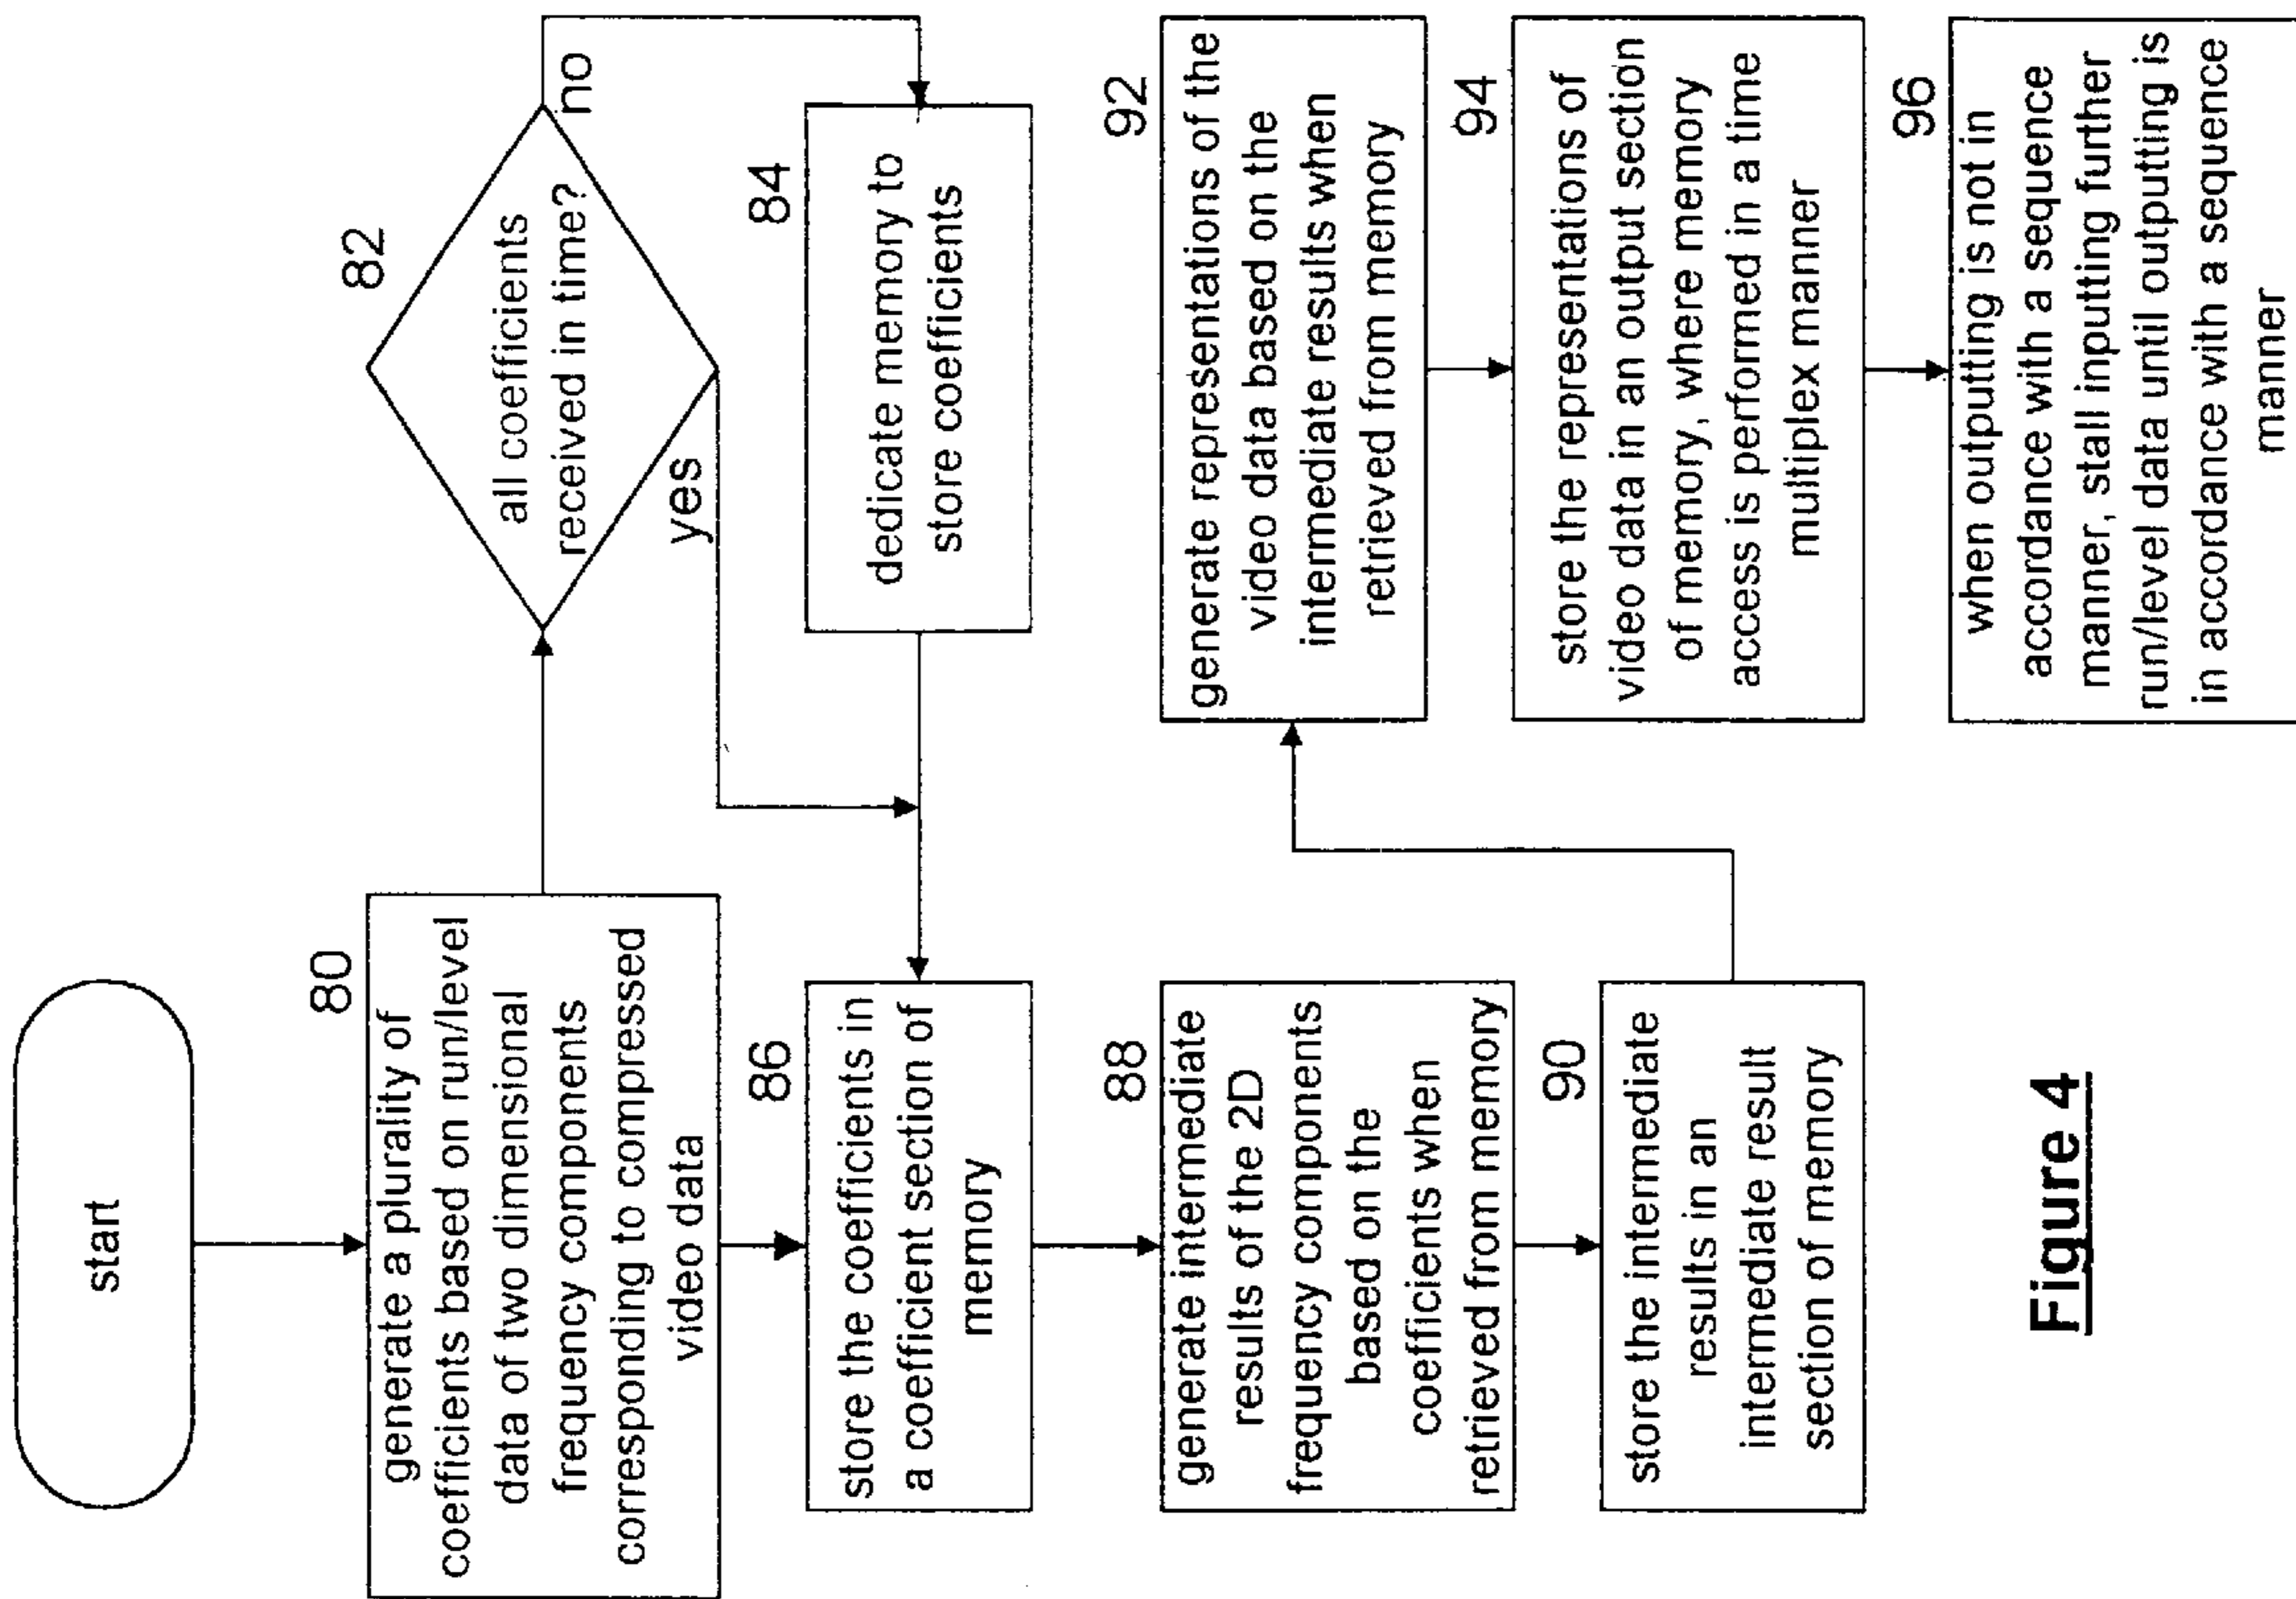 start
80
generate a plurality of
coefficients based on run/level
data of two dimensional
frequency components
corresponding to compressed
video data
82
all coefficients
received in time?
no
yes
84
dedicate memory to
store coefficients
86
store the coefficients in
a coefficient section of
memory
88
generate intermediate
results of the 2D
frequency components
based on the
coefficients when
retrieved from memory
90
store the intermediate
results in an
intermediate result
section of memory
92
generate representations of the
video data based on the
intermediate results when
retrieved from memory
94
store the representations of
video data in an output section
of memory, where memory
access is performed in a time
multiplex manner
96
when outputting is not in
accordance with a sequence
manner, stall inputting further
run/level data until outputing is
in accordance with a sequence
manner
Figure 4